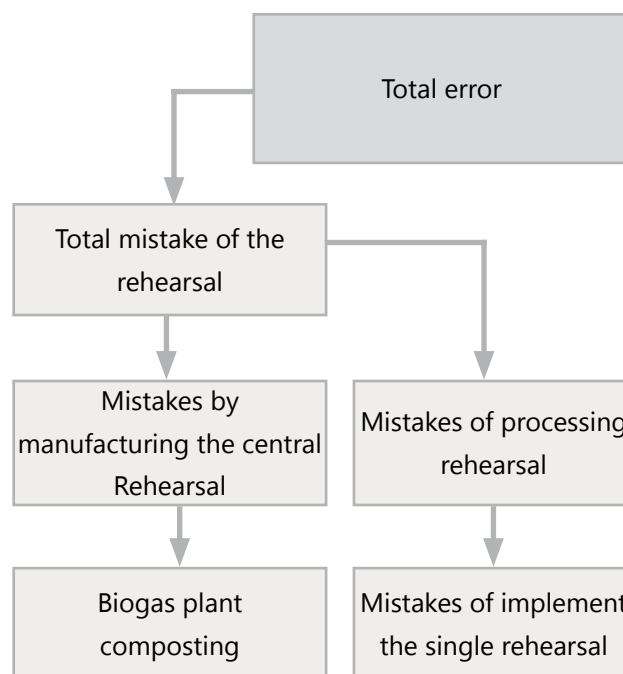 Total error
Total mistake of the
rehearsal
Mistakes by
manufacturing the central
Rehearsal
Mistakes of processing
rehearsal
Biogas plant
composting
Mistakes of implement
the single rehearsal